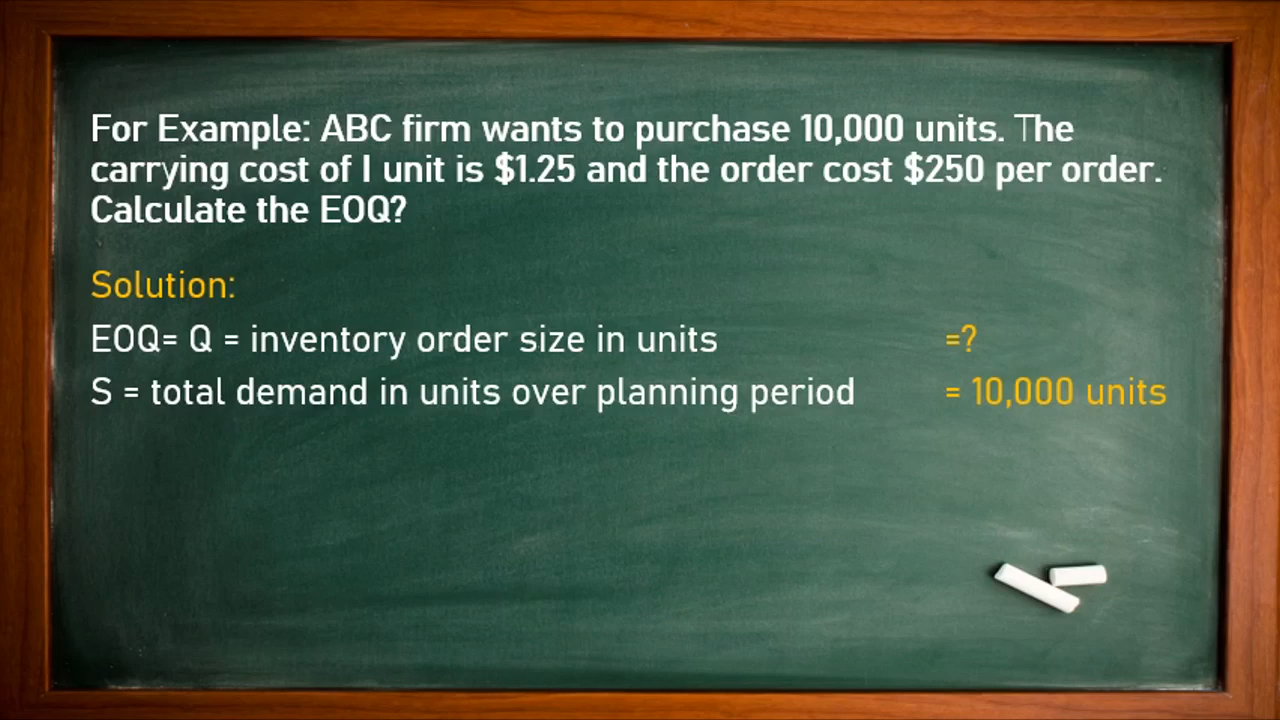 For Example: ABC firm wants to purchase 10,000 units. The
carrying cost of I unit is $1.25 and the order cost $250 per order.
Calculate the EOQ?
Solution:
EOQ= Q = inventory order size in units =?
S = total demand in units over planning period = 10,000 units